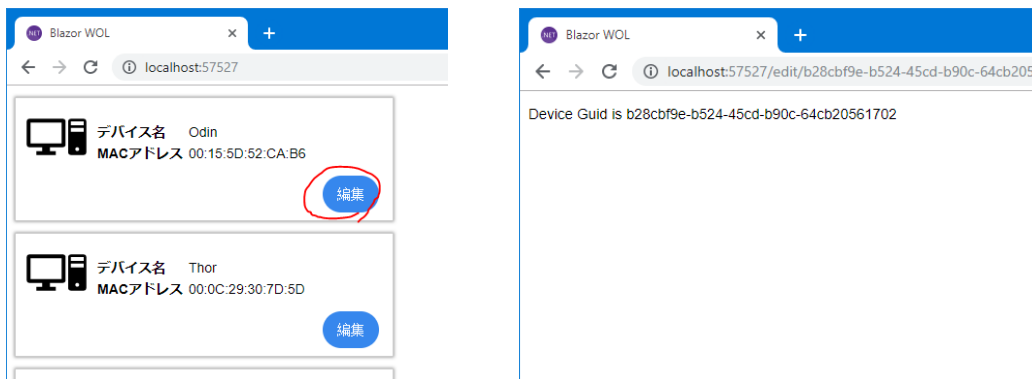 Blazor WOL
localhost:57527
デバイス名 Odin
MACアドレス 00:15:5D:52:CA:B6
編集
デバイス名 Thor
MACアドレス 00:0C:29:30:7D:5D
編集
Blazor WOL
localhost:57527/edit/b28cbf9e-b524-45cd-b90c-64cb205
Device Guid is b28cbf9e-b524-45cd-b90c-64cb20561702